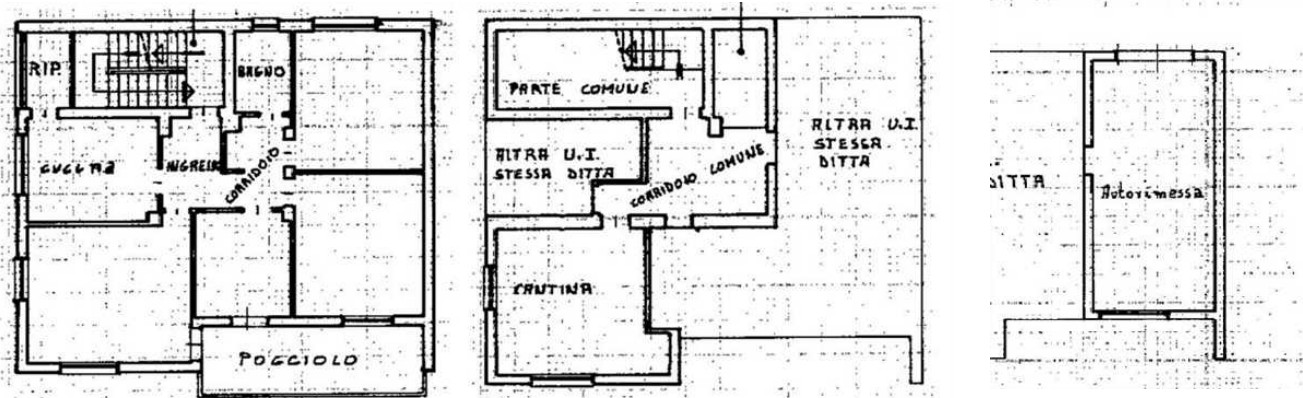 RIP.
BAGNO
CUCINA
INGRESSO
CORRIDOIO
POGGIOLO
PARTE COMUNE
ALTRA U.I.
STESSA DITTA
CORRIDOIO COMUNE
CANTINA
ALTRA U.I.
STESSA
DITTA
DITTA
Autorimessa